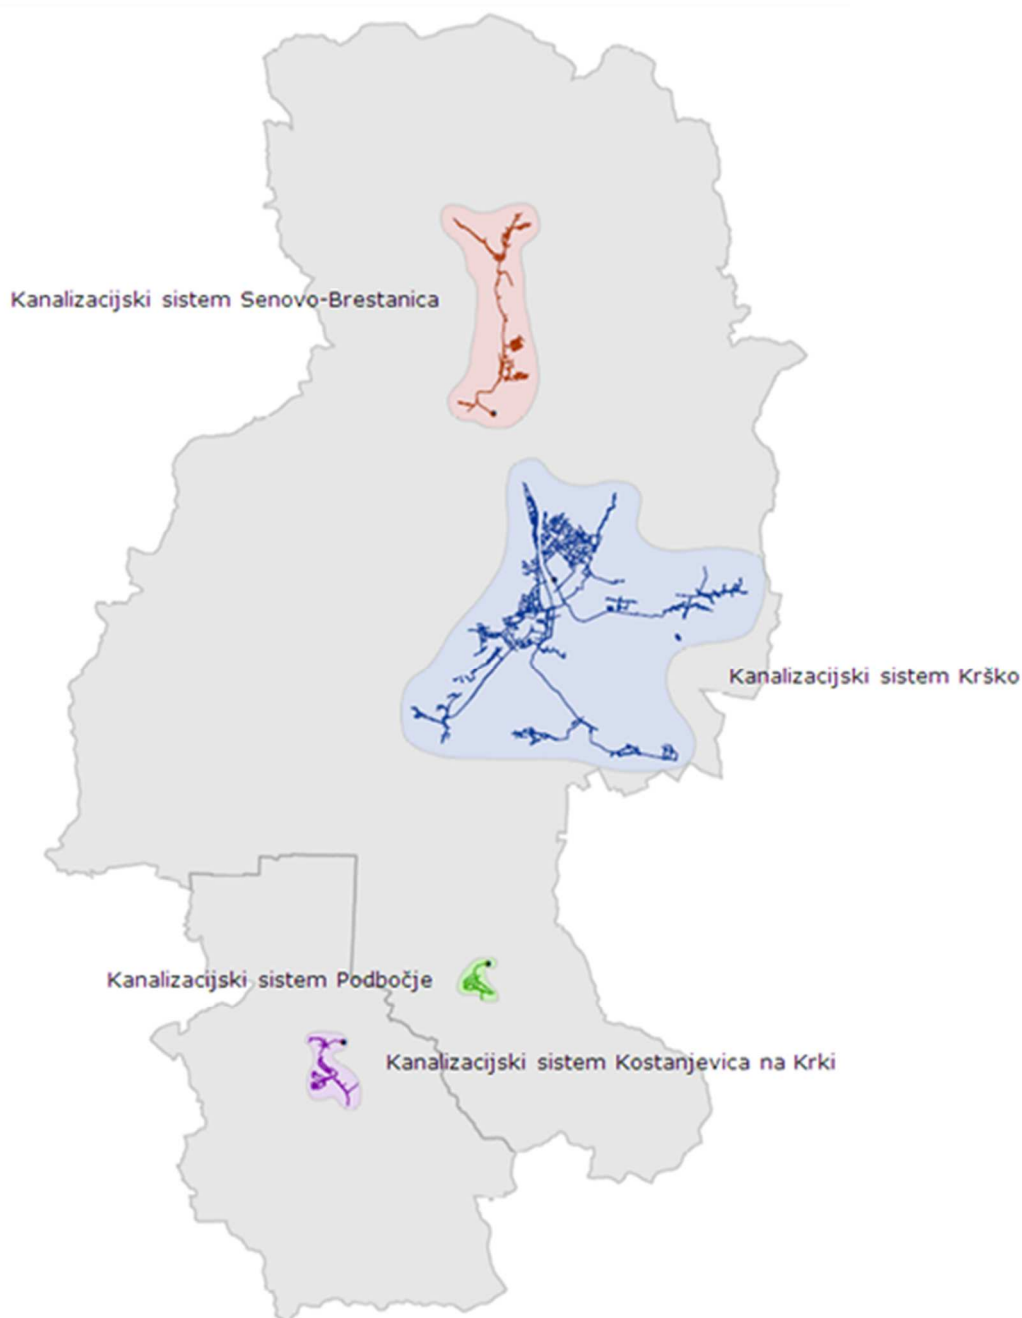 Kanalizacijski sistem Senovo-Brestanica
Kanalizacijski sistem Krško
Kanalizacijski sistem Podbočje
Kanalizacijski sistem Kostanjevica na Krki